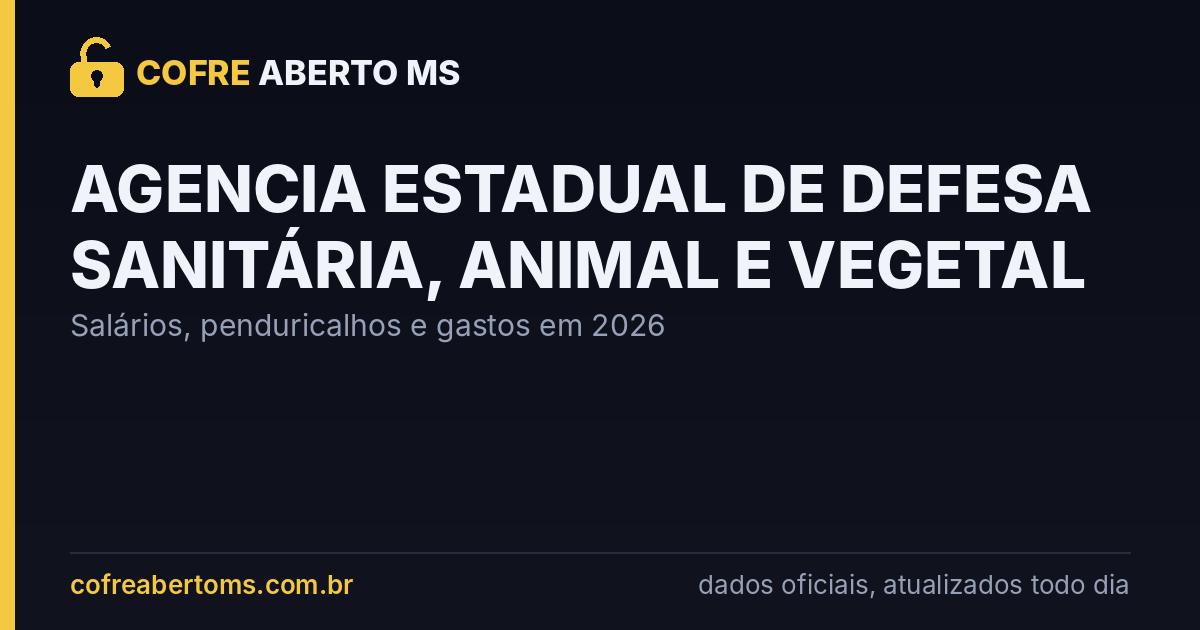 COFRE ABERTO MS
AGENCIA ESTADUAL DE DEFESA
SANITÁRIA, ANIMAL E VEGETAL
Salários, penduricalhos e gastos em 2026
cofreabertoms.com.br
dados oficiais, atualizados todo dia